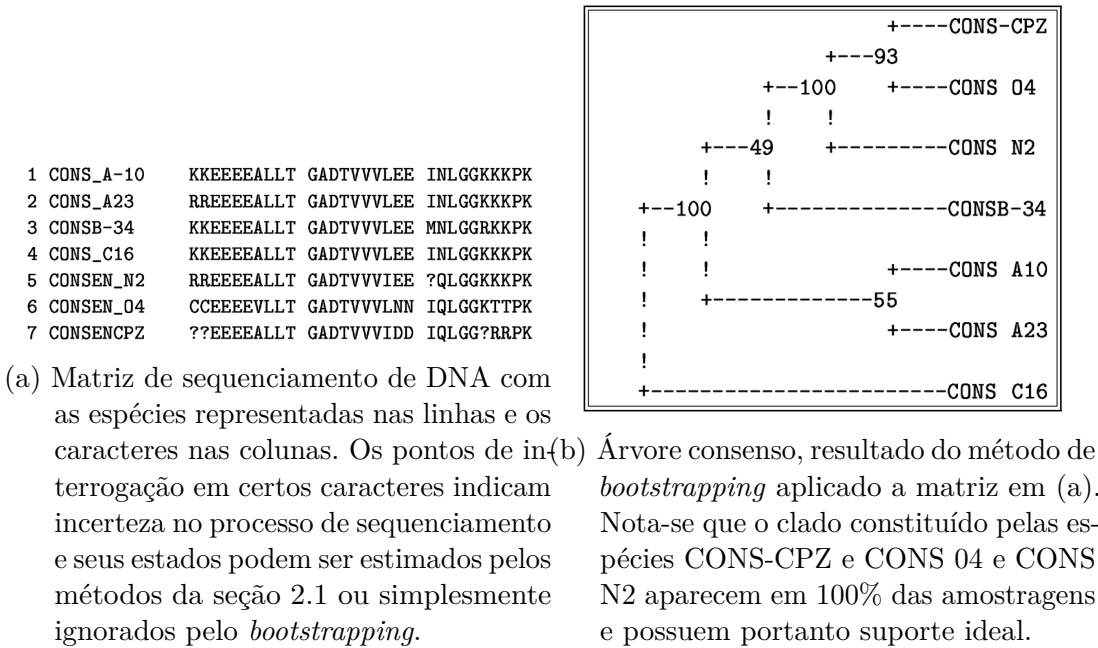 1 CONS_A-10 KKEEEEALLT GADTVVVLEE INLGGKKKPK
2 CONS_A23 RREEEEALLT GADTVVVLEE INLGGKKKPK
3 CONSB-34 KKEEEEALLT GADTVVVLEE MNLGGRKKPK
4 CONS_C16 KKEEEEALLT GADTVVVLEE INLGGKKKPK
5 CONSEN_N2 RREEEEALLT GADTVVVIEE ?QLGGKKKPK
6 CONSEN_O4 CCEEEEVLLT GADTVVVLNN IQLGGKTTPK
7 CONSENCPZ ??EEEEALLT GADTVVVIDD IQLGG?RRPK
(a) Matriz de sequenciamento de DNA com
as espécies representadas nas linhas e os
caracteres nas colunas. Os pontos de in-
terrogação em certos caracteres indicam
incerteza no processo de sequenciamento
e seus estados podem ser estimados pelos
métodos da seção 2.1 ou simplesmente
ignorados pelo bootstrapping.
+----CONS-CPZ
+---93
+--100 +----CONS O4
! !
+---49 +---------CONS N2
! !
+--100 +--------------CONSB-34
! !
! ! +----CONS A10
! +-------------55
! +----CONS A23
!
+------------------------CONS C16
(b) Árvore consenso, resultado do método de
bootstrapping aplicado a matriz em (a).
Nota-se que o clado constituído pelas es-
pécies CONS-CPZ e CONS 04 e CONS
N2 aparecem em 100% das amostragens
e possuem portanto suporte ideal.